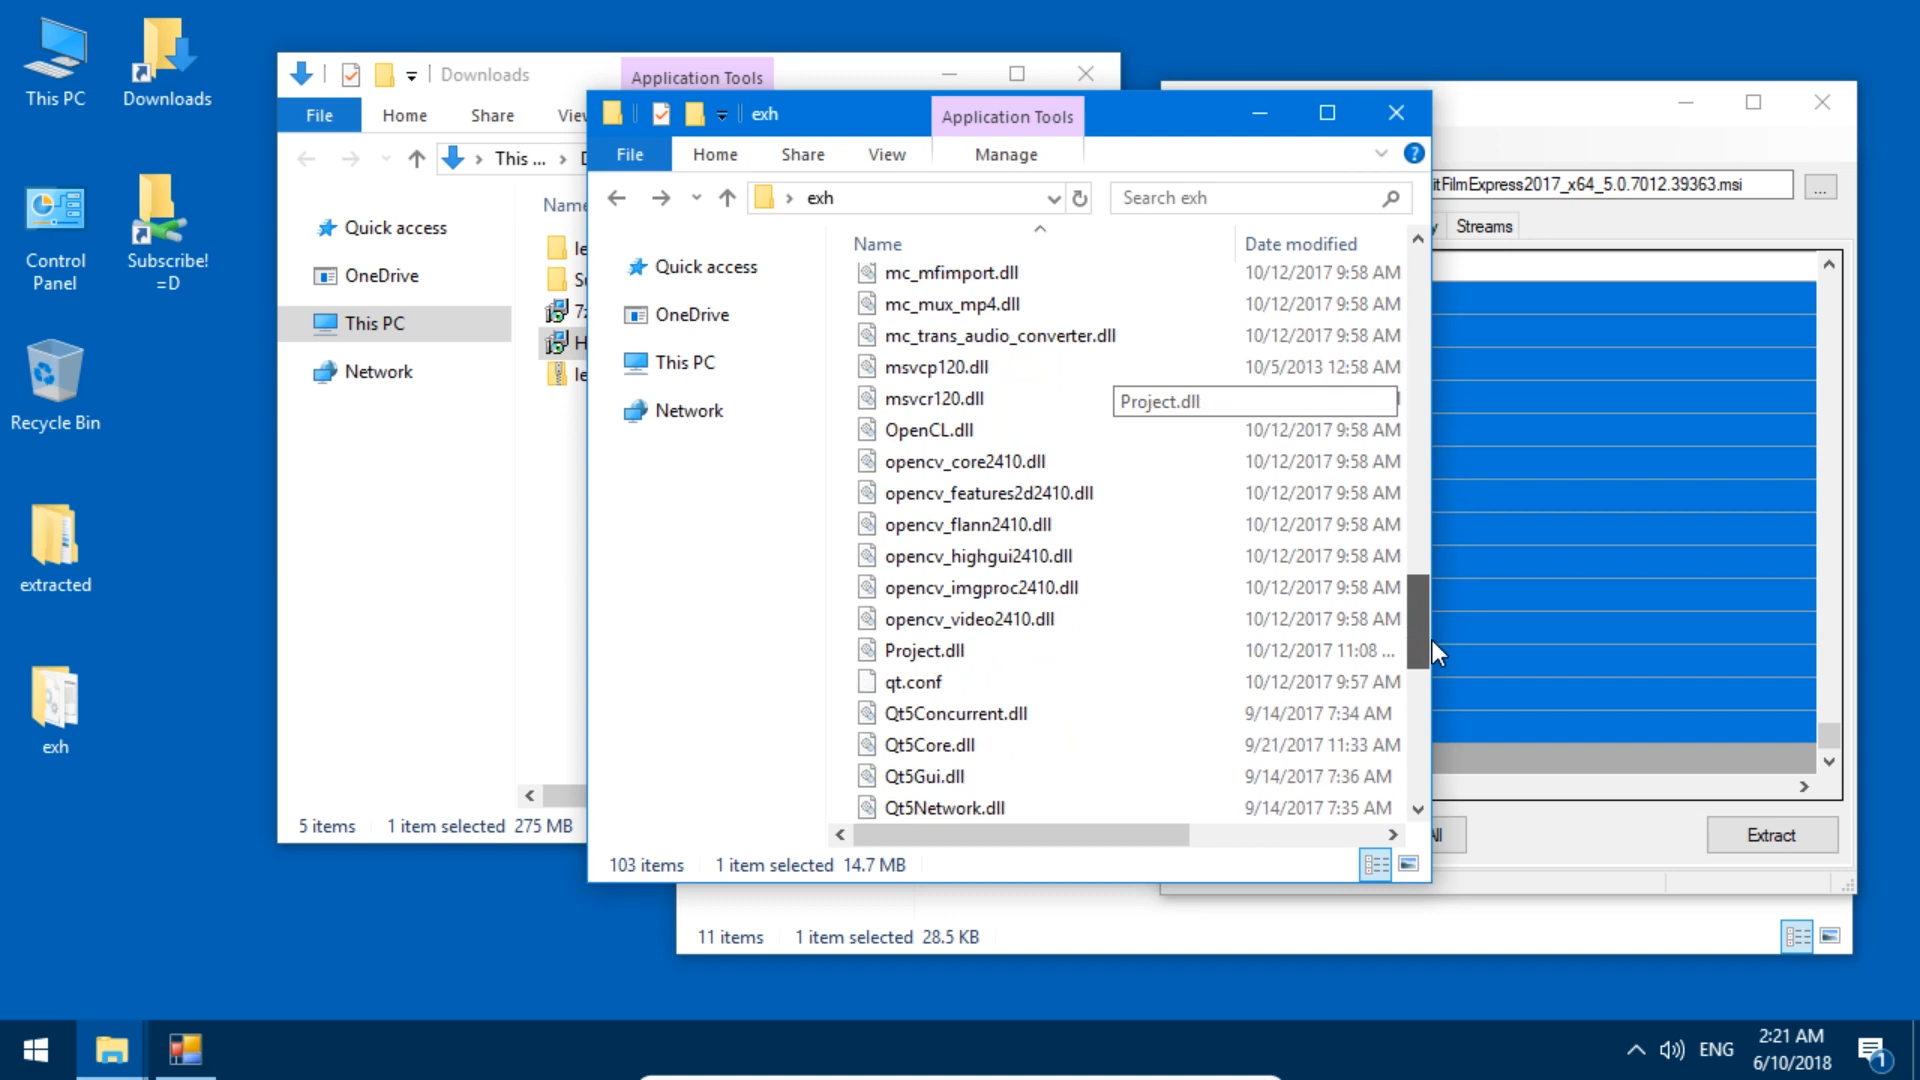 This PC
Downloads
Control
Panel
Subscribe!
=D
Recycle Bin
extracted
exh
Downloads
Application Tools
File
Home
Share
This ...
Quick access
OneDrive
This PC
Network
5 items
1 item selected 275 MB
exh
Application Tools
File
Home
Share
View
Manage
exh
Search exh
Quick access
OneDrive
This PC
Network
Name
Date modified
mc_mfimport.dll 10/12/2017 9:58 AM
mc_mux_mp4.dll 10/12/2017 9:58 AM
mc_trans_audio_converter.dll 10/12/2017 9:58 AM
msvcp120.dll 10/5/2013 12:58 AM
msvcr120.dll
Project.dll
OpenCL.dll 10/12/2017 9:58 AM
opencv_core2410.dll 10/12/2017 9:58 AM
opencv_features2d2410.dll 10/12/2017 9:58 AM
opencv_flann2410.dll 10/12/2017 9:58 AM
opencv_highgui2410.dll 10/12/2017 9:58 AM
opencv_imgproc2410.dll 10/12/2017 9:58 AM
opencv_video2410.dll 10/12/2017 9:58 AM
Project.dll 10/12/2017 11:08 ...
qt.conf 10/12/2017 9:57 AM
Qt5Concurrent.dll 9/14/2017 7:34 AM
Qt5Core.dll 9/21/2017 11:33 AM
Qt5Gui.dll 9/14/2017 7:36 AM
Qt5Network.dll 9/14/2017 7:35 AM
103 items
1 item selected 14.7 MB
itFilmExpress2017_x64_5.0.7012.39363.msi
...
Streams
Extract
11 items
1 item selected 28.5 KB
ENG
2:21 AM
6/10/2018
1